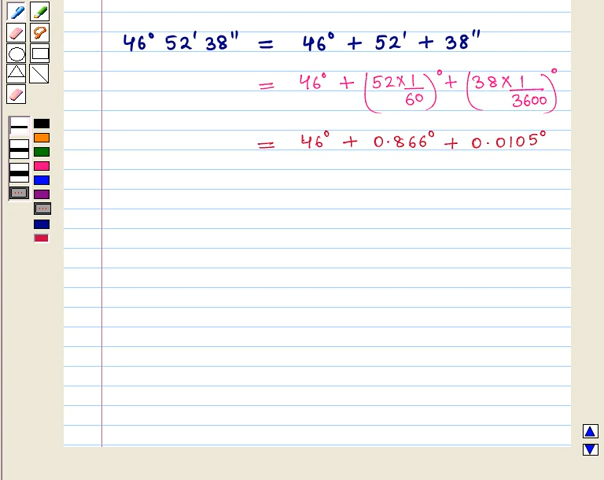 46° 52' 38" = 46° + 52' + 38"
= 46° + (52 × 1/60)° + (38 × 1/3600)°
= 46° + 0.866° + 0.0105°